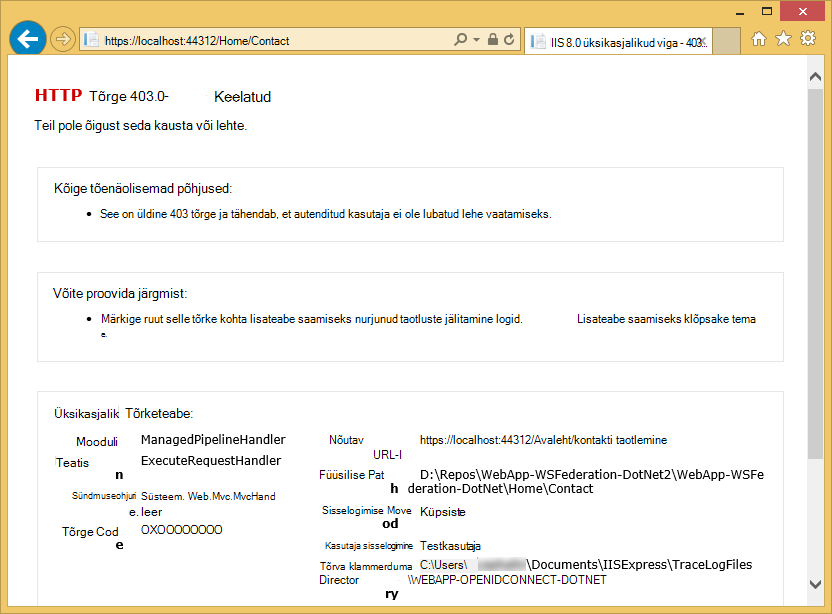 https://localhost:44312/Home/Contact
IIS 8.0 üksikasjalikud viga - 403..
HTTP Tõrge 403.0- Keelatud
Teil pole õigust seda kausta või lehte.
Kõige tõenäolisemad põhjused:
• See on üldine 403 tõrge ja tähendab, et autenditud kasutaja ei ole lubatud lehe vaatamiseks.
Võite proovida järgmist:
• Märkige ruut selle tõrke kohta lisateabe saamiseks nurjunud taotluste jälitamine logid. Lisateabe saamiseks klõpsake tema
e.
Üksikasjalik Tõrketeabe:
Mooduli ManagedPipelineHandler
Teatis ExecuteRequestHandler
n
Sündmuseohjuri Süsteem. Web.Mvc.MvcHand
e. leer
Tõrge Cod 0X00000000
e
Nõutav https://localhost:44312/Avaleht/kontakti taotlemine
URL-I
Füüsilise Pat D:\Repos\WebApp-WSFederation-DotNet2\WebApp-WSFe
h deration-DotNet\Home\Contact
Sisselogimise Move Küpsiste
od
Kasutaja sisselogimine Testkasutaja
Tõrva klammerduma C:\Users\ \Documents\IISExpress\TraceLogFiles
Director \WEBAPP-OPENIDCONNECT-DOTNET
ry